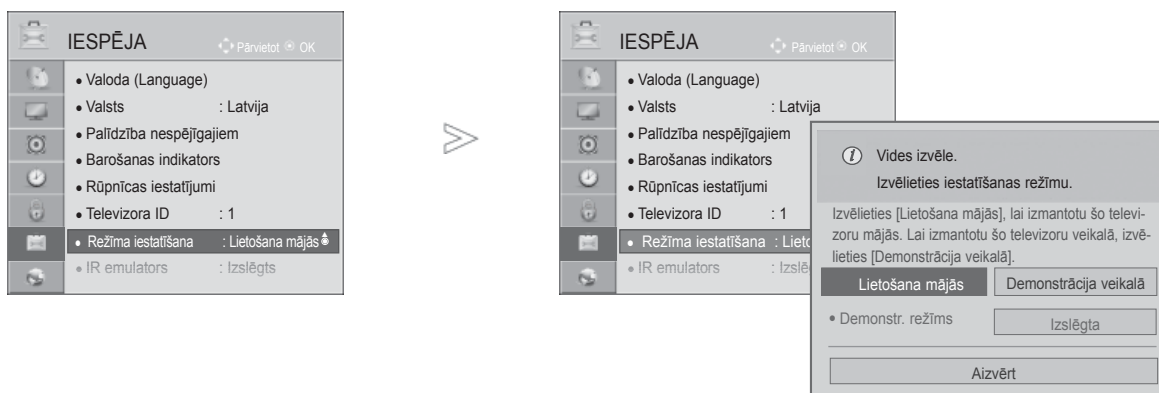 IESPĒJA Pārvietot OK
• Valoda (Language)
• Valsts : Latvija
• Palīdzība nespējīgajiem
• Barošanas indikators
• Rūpnīcas iestatījumi
• Televizora ID : 1
• Režīma iestatīšana : Lietošana mājās
• IR emulators : Izslēgts
IESPĒJA Pārvietot OK
• Valoda (Language)
• Valsts : Latvija
• Palīdzība nespējīgajiem
• Barošanas indikators
• Rūpnīcas iestatījumi
• Televizora ID : 1
• Režīma iestatīšana : Lieto
• IR emulators : Izslē
Vides izvēle.
Izvēlieties iestatīšanas režīmu.
Izvēlieties [Lietošana mājās], lai izmantotu šo televi-
zoru mājās. Lai izmantotu šo televizoru veikalā, izvē-
lieties [Demonstrācija veikalā].
Lietošana mājās Demonstrācija veikalā
• Demonstr. režīms Izslēgta
Aizvērt